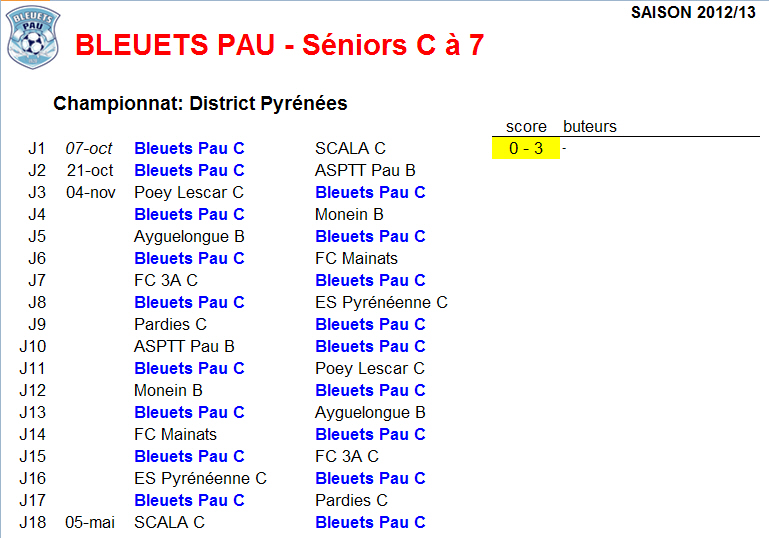 BLEUETS
PAU
SAISON 2012/13
BLEUETS PAU - Séniors C à 7
Championnat: District Pyrénées
score buteurs
J1 07-oct Bleuets Pau C SCALA C 0 - 3 -
J2 21-oct Bleuets Pau C ASPTT Pau B
J3 04-nov Poey Lescar C Bleuets Pau C
J4 Bleuets Pau C Monein B
J5 Ayguelongue B Bleuets Pau C
J6 Bleuets Pau C FC Mainats
J7 FC 3A C Bleuets Pau C
J8 Bleuets Pau C ES Pyrénéenne C
J9 Pardies C Bleuets Pau C
J10 ASPTT Pau B Bleuets Pau C
J11 Bleuets Pau C Poey Lescar C
J12 Monein B Bleuets Pau C
J13 Bleuets Pau C Ayguelongue B
J14 FC Mainats Bleuets Pau C
J15 Bleuets Pau C FC 3A C
J16 ES Pyrénéenne C Bleuets Pau C
J17 Bleuets Pau C Pardies C
J18 05-mai SCALA C Bleuets Pau C